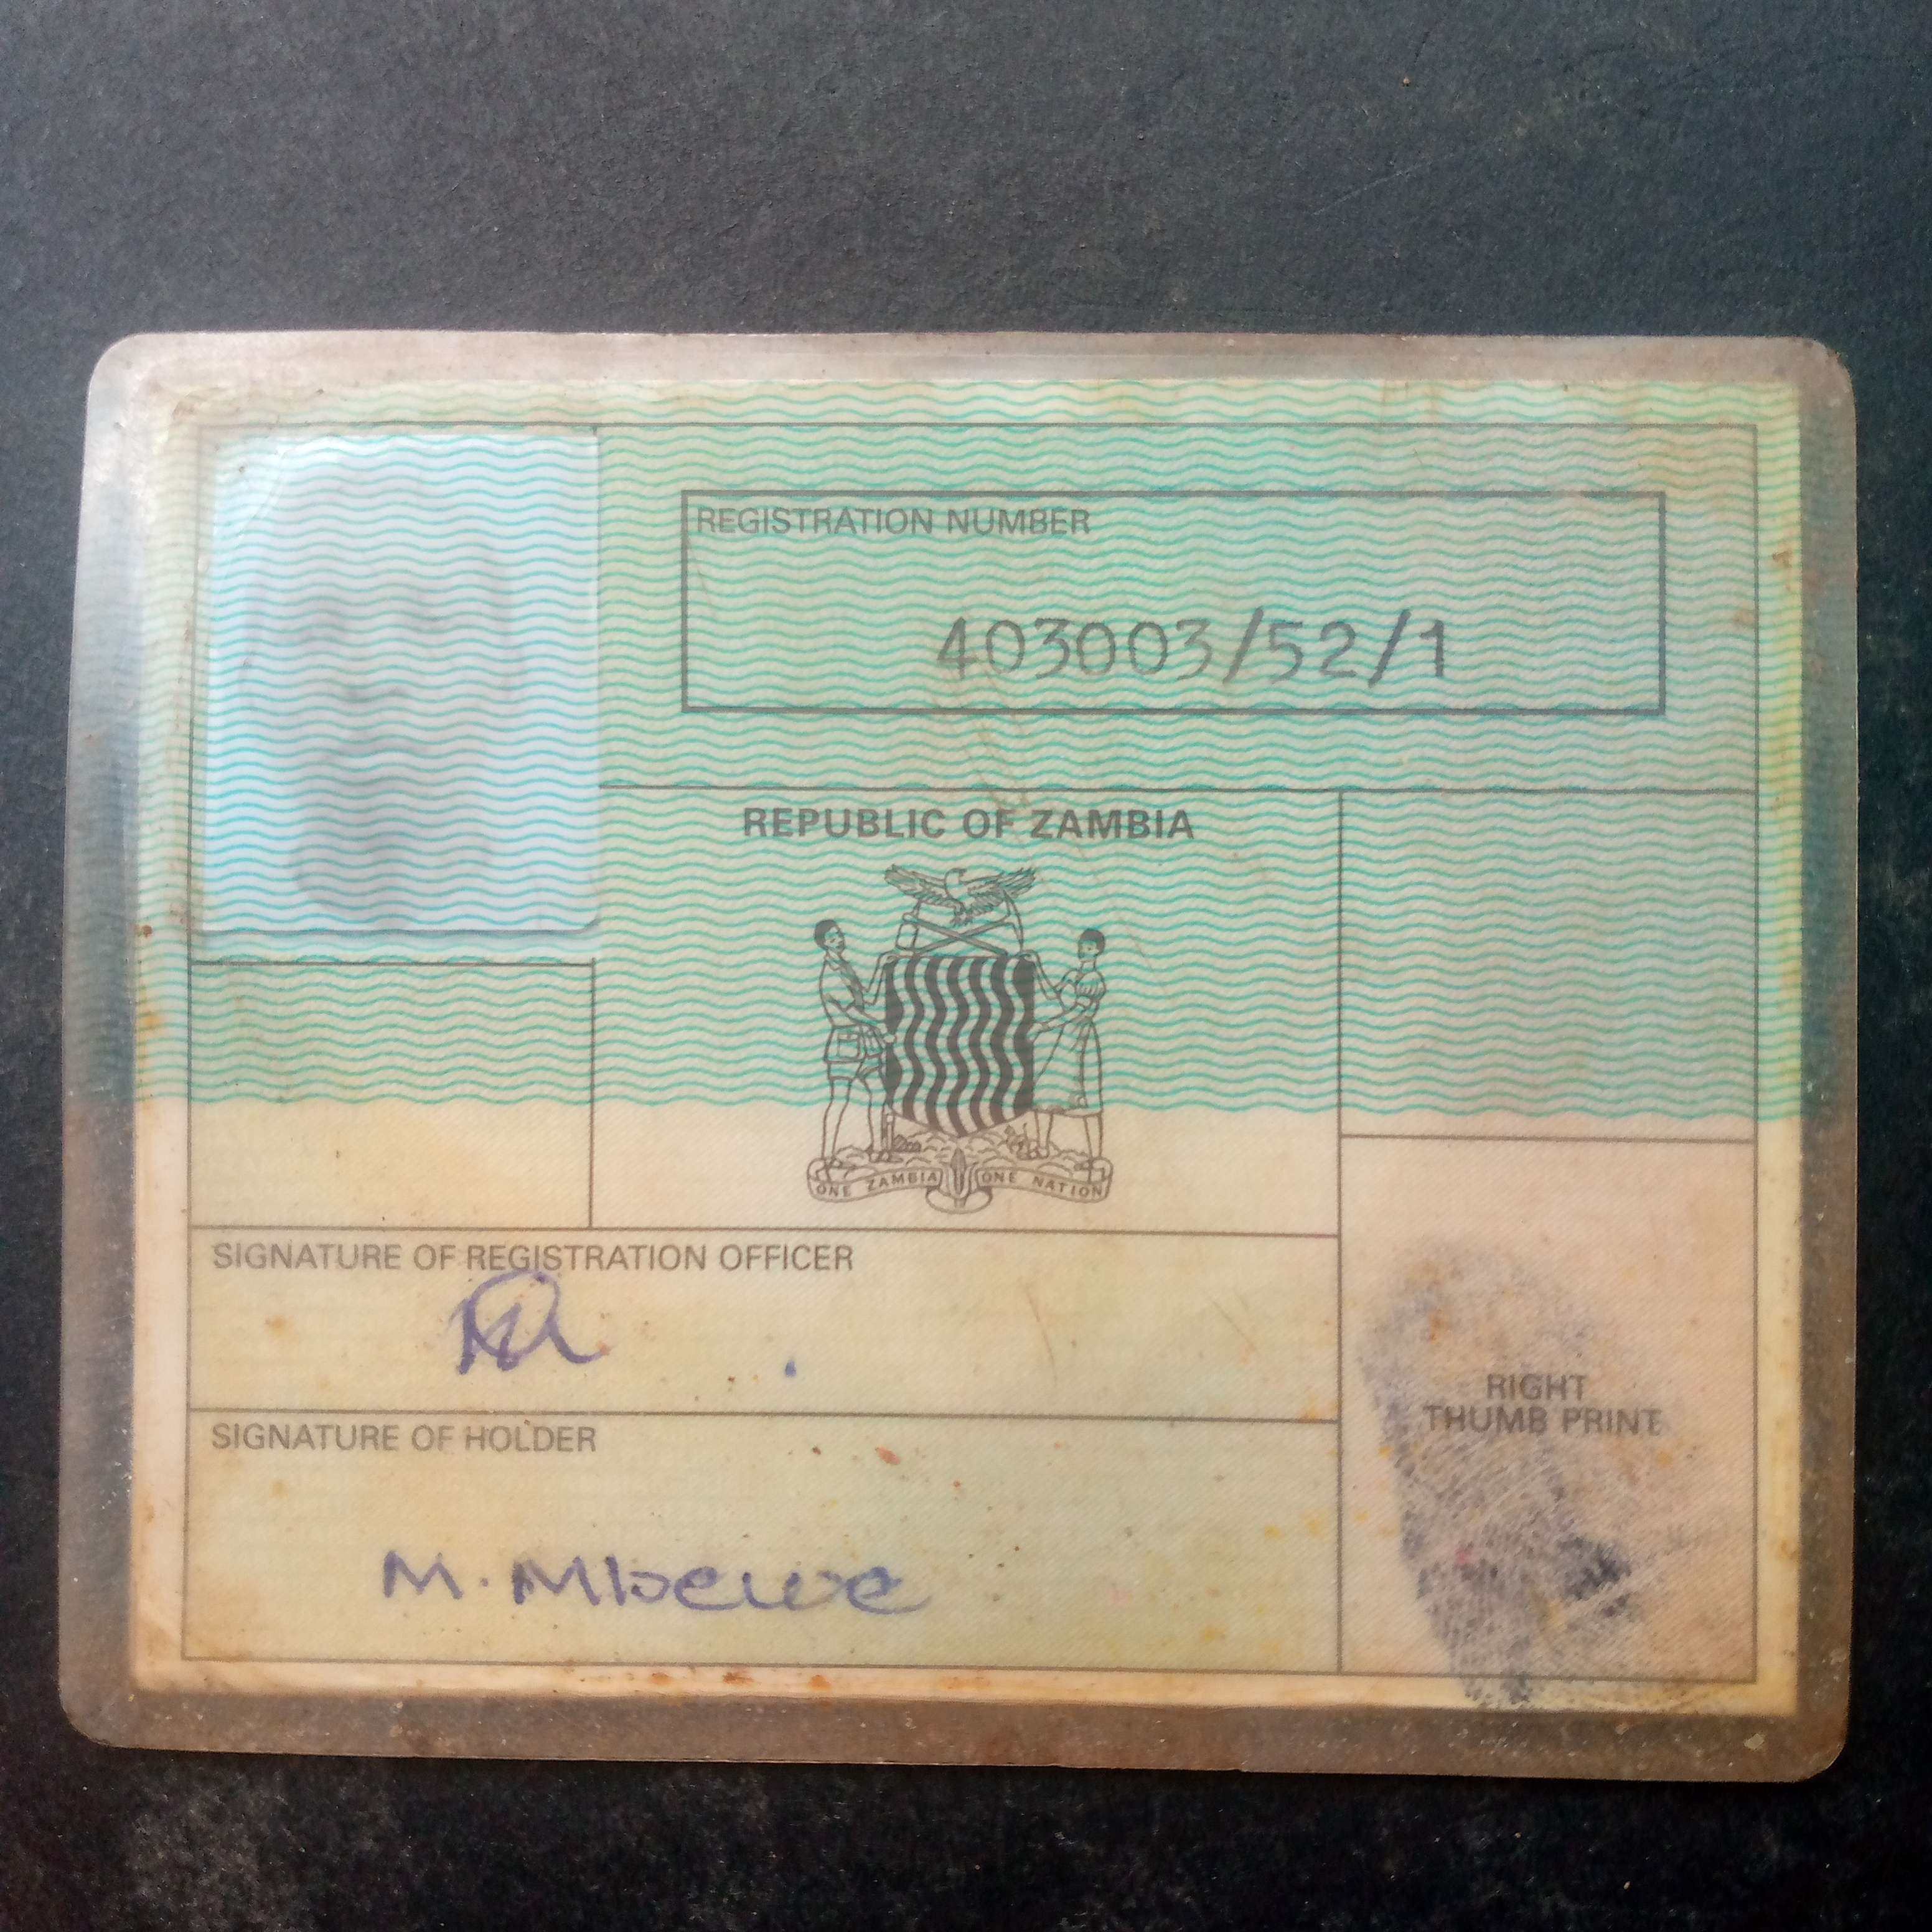 REGISTRATION NUMBER
403003/52/1
REPUBLIC OF ZAMBIA
ONE ZAMBIA ONE NATION
SIGNATURE OF REGISTRATION OFFICER
SIGNATURE OF HOLDER
M. Mbewe
RIGHT
THUMB PRINT